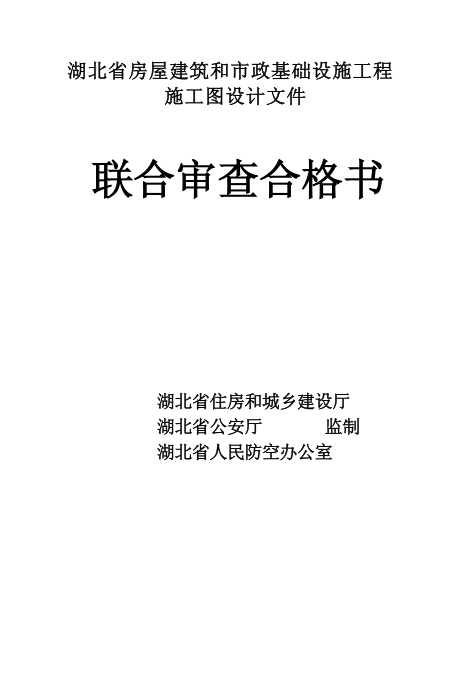 湖北省房屋建筑和市政基础设施工程
施工图设计文件
联合审查合格书
湖北省住房和城乡建设厅
湖北省公安厅 监制
湖北省人民防空办公室